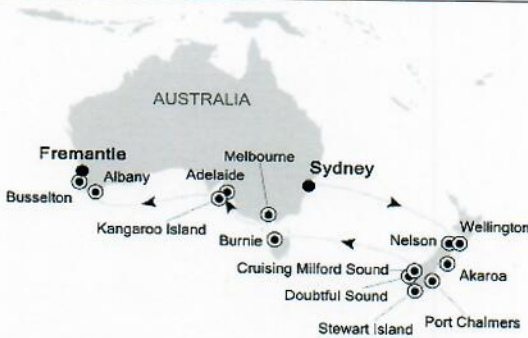 AUSTRALIA
Fremantle
Melbourne
Albany
Adelaide
Sydney
Busselton
Kangaroo Island
Burnie
Nelson
Wellington
Cruising Milford Sound
Akaroa
Doubtful Sound
Stewart Island
Port Chalmers